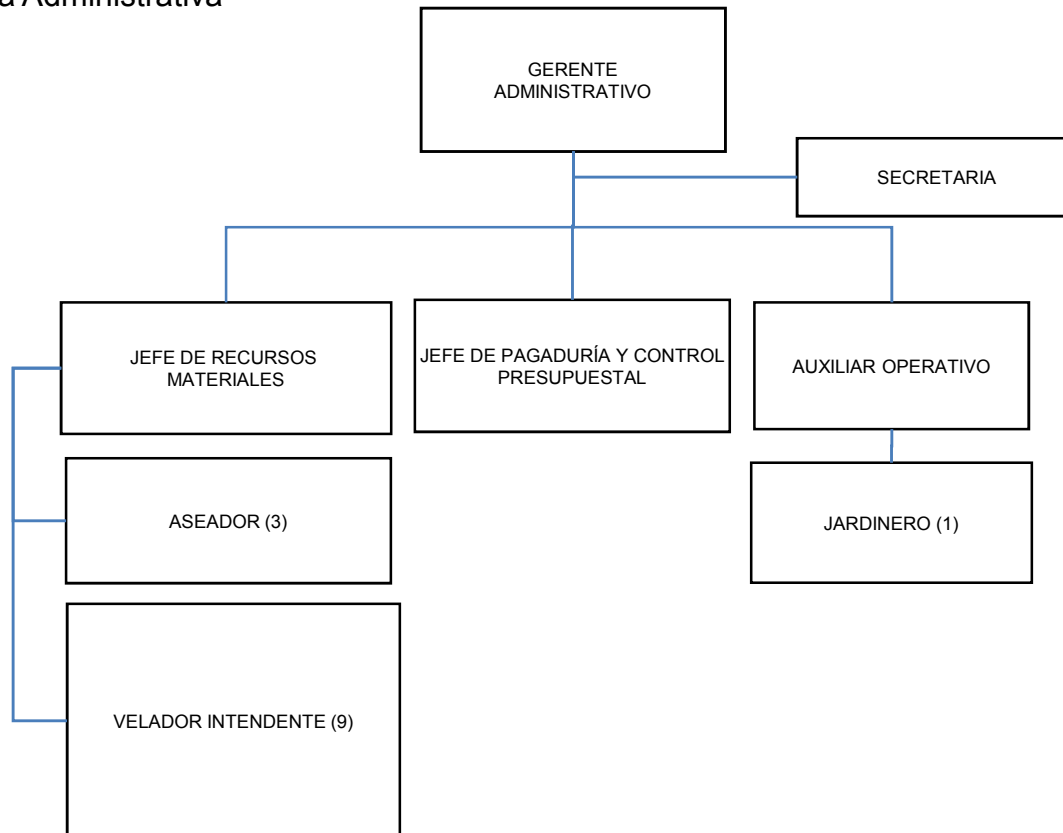 a Administrativa
GERENTE
ADMINISTRATIVO
SECRETARIA
JEFE DE RECURSOS
MATERIALES
JEFE DE PAGADURÍA Y CONTROL
PRESUPUESTAL
AUXILIAR OPERATIVO
ASEADOR (3)
JARDINERO (1)
VELADOR INTENDENTE (9)